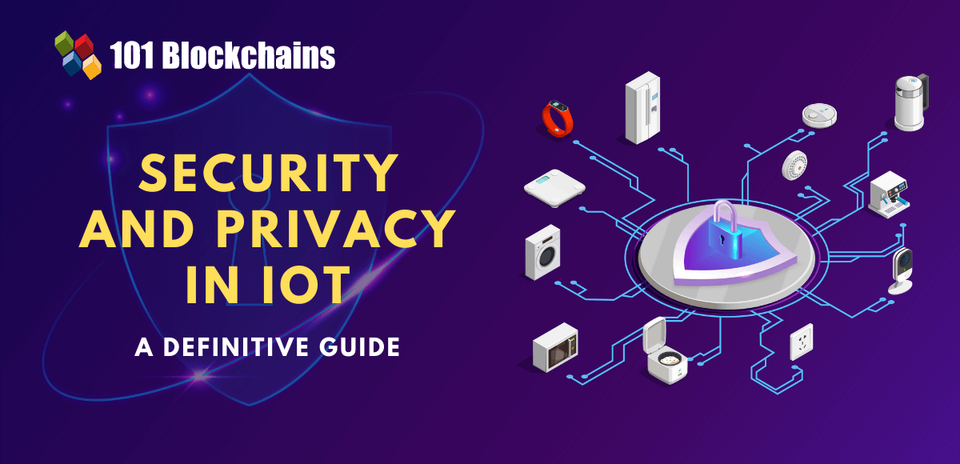 101 Blockchains
SECURITY
AND PRIVACY
IN IOT
A DEFINITIVE GUIDE